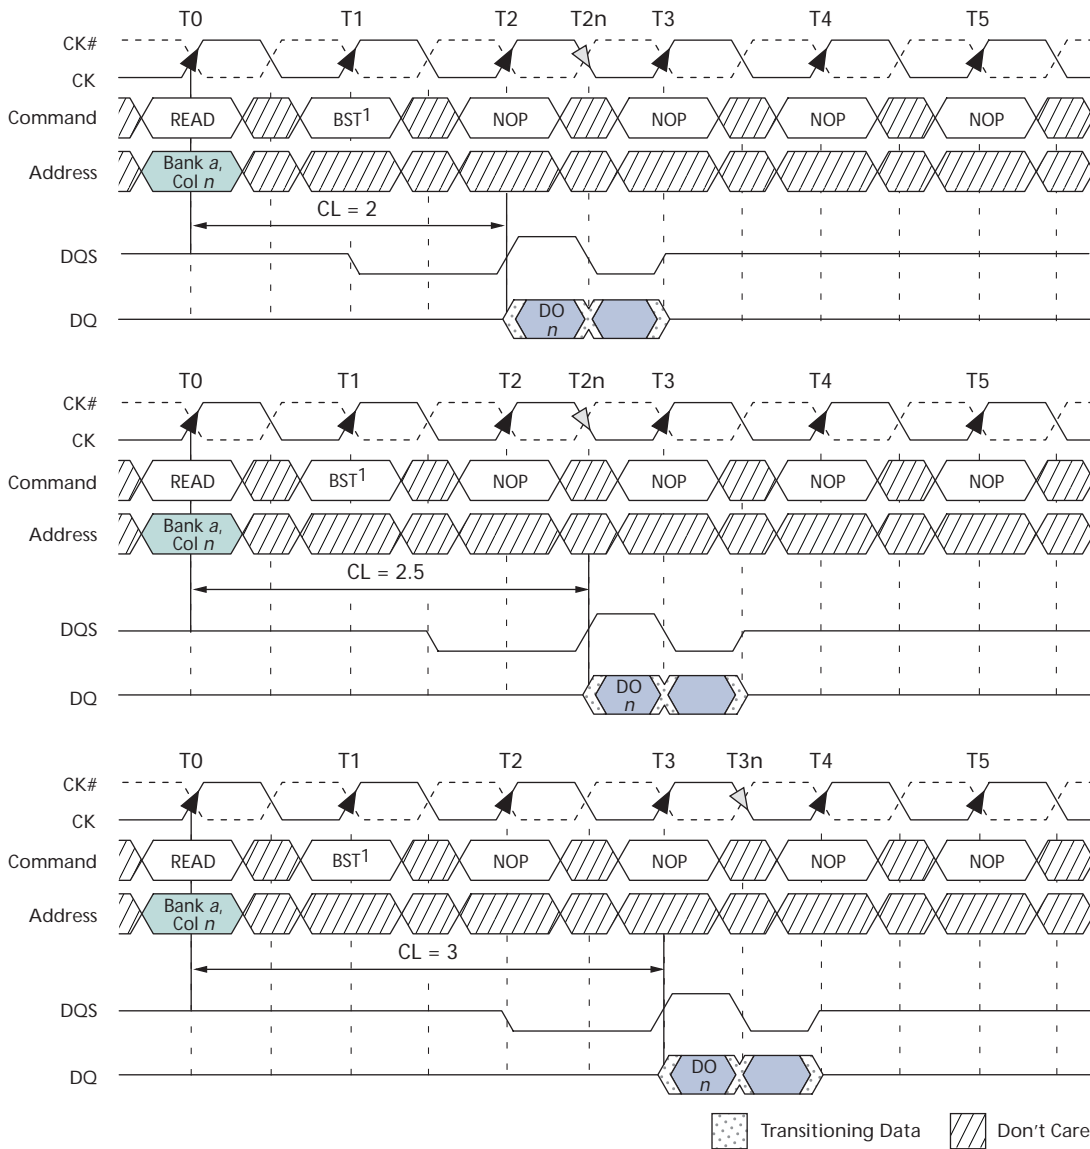 T0 T1 T2 T2n T3 T4 T5
CK#
CK
Command READ BST1 NOP NOP NOP NOP
Address Bank a,
Col n
CL = 2
DQS
DQ DO
n
T0 T1 T2 T2n T3 T4 T5
CK#
CK
Command READ BST1 NOP NOP NOP NOP
Address Bank a,
Col n
CL = 2.5
DQS
DQ DO
n
T0 T1 T2 T3 T3n T4 T5
CK#
CK
Command READ BST1 NOP NOP NOP NOP
Address Bank a,
Col n
CL = 3
DQS
DQ DO
n
Transitioning Data Don't Care